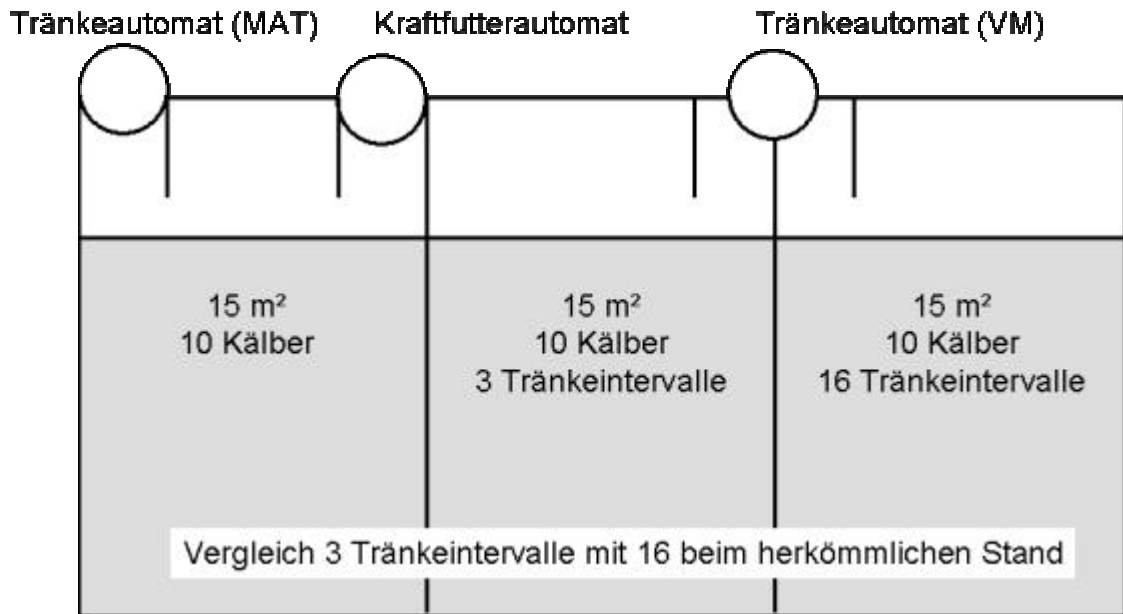 Tränkeautomat (MAT)
Kraftfutterautomat
Tränkeautomat (VM)
15 m²
10 Kälber
15 m²
10 Kälber
3 Tränkeintervalle
15 m²
10 Kälber
16 Tränkeintervalle
Vergleich 3 Tränkeintervalle mit 16 beim herkömmlichen Stand